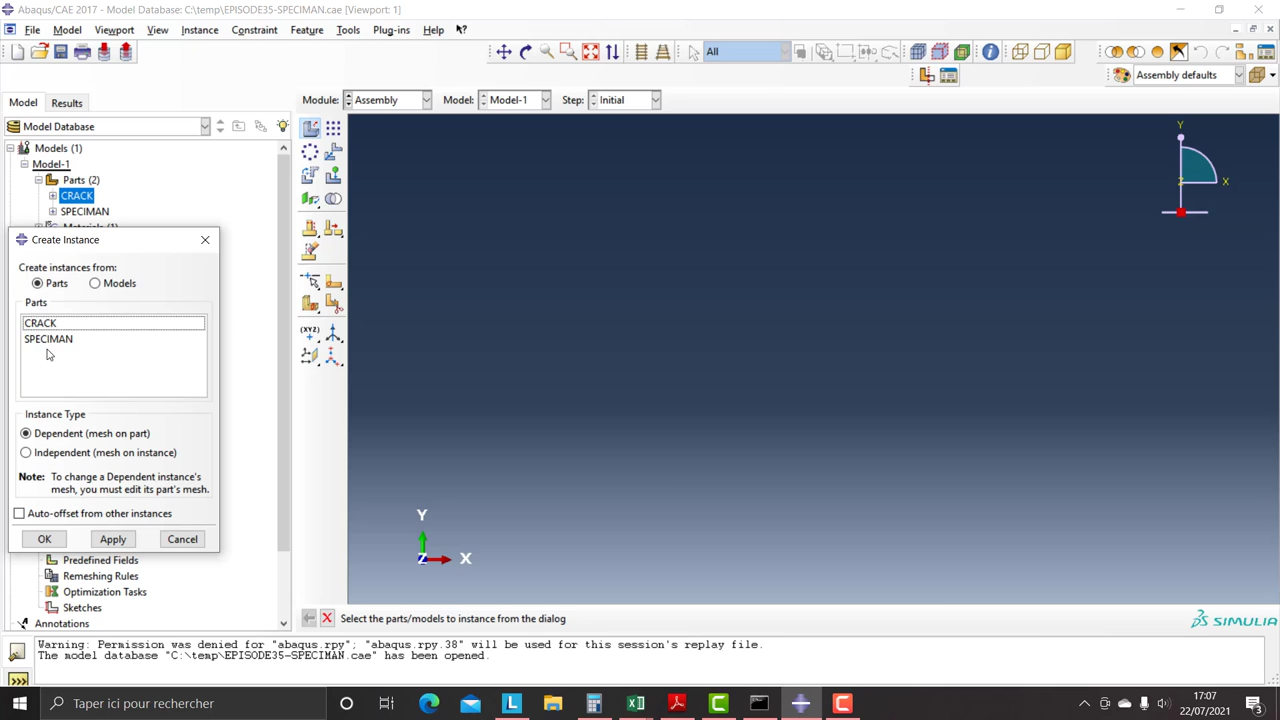 Abaqus/CAE 2017 - Model Database: C:\temp\EPISODE35-SPECIMAN.cae [Viewport: 1]
File Model Viewport View Instance Constraint Feature Tools Plug-ins Help
All
Assembly defaults
Model Results
Module: Assembly Model: Model-1 Step: Initial
Model Database
Models (1)
Model-1
Parts (2)
CRACK
SPECIMAN
Materials (1)
Create Instance
Create instances from:
Parts Models
Parts
CRACK
SPECIMAN
Instance Type
Dependent (mesh on part)
Independent (mesh on instance)
Note: To change a Dependent instance's
mesh, you must edit its part's mesh.
Auto-offset from other instances
OK Apply Cancel
Predefined Fields
Remeshing Rules
Optimization Tasks
Sketches
Annotations
Y
Z X
Y
Z X
(XYZ)
Select the parts/models to instance from the dialog
SIMULIA
Warning: Permission was denied for "abaqus.rpy"; "abaqus.rpy.38" will be used for this session's replay file.
The model database "C:\temp\EPISODE35-SPECIMAN.cae" has been opened.
>>>
Taper ici pour rechercher
17:07
22/07/2021